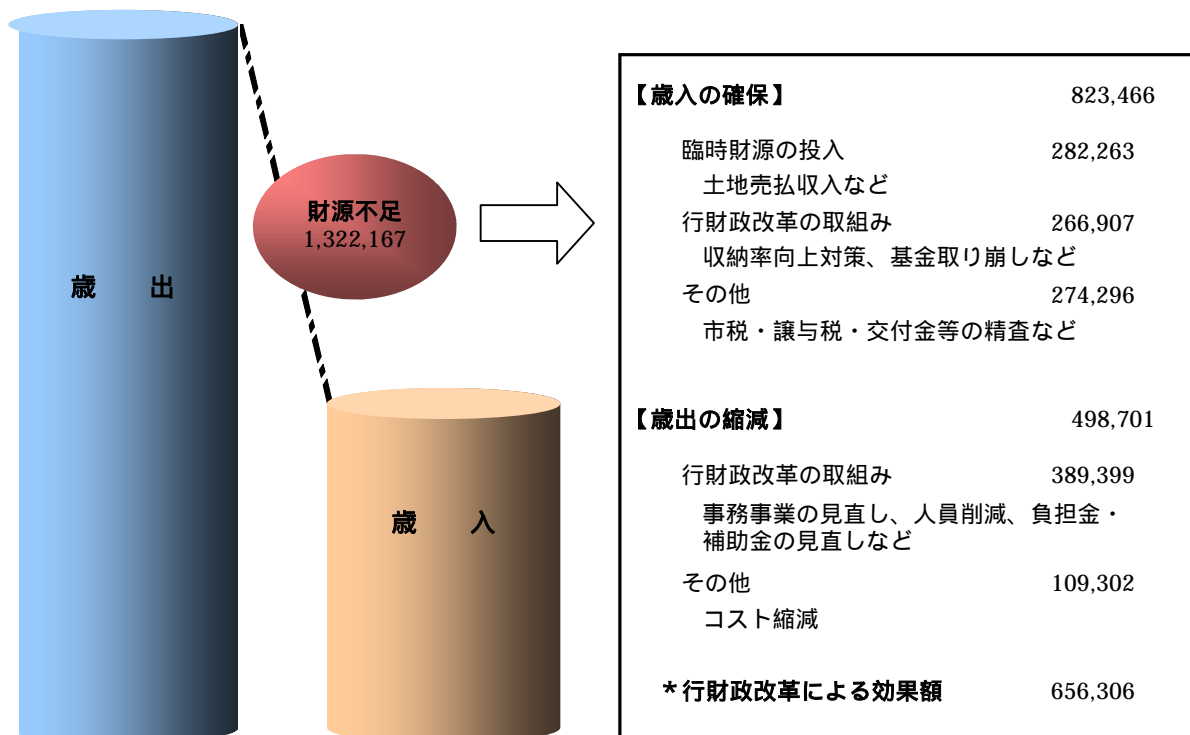 歳　出
財源不足
1,322,167
歳　入
【歳入の確保】 823,466
臨時財源の投入 282,263
土地売払収入など
行財政改革の取組み 266,907
収納率向上対策、基金取り崩しなど
その他 274,296
市税・譲与税・交付金等の精査など
【歳出の縮減】 498,701
行財政改革の取組み 389,399
事務事業の見直し、人員削減、負担金・
補助金の見直しなど
その他 109,302
コスト縮減
＊行財政改革による効果額 656,306